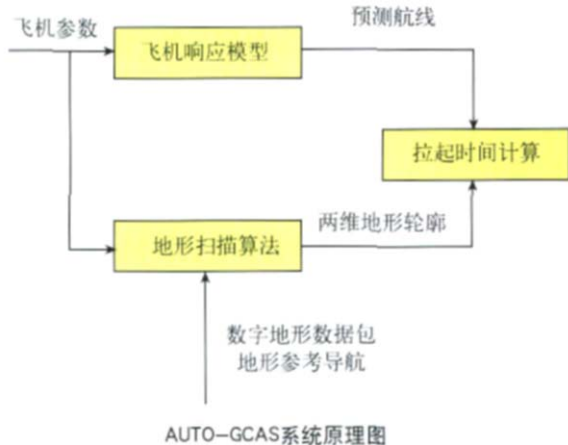 飞机参数
飞机响应模型
预测航线
拉起时间计算
地形扫描算法
两维地形轮廓
数字地形数据包
地形参考导航
AUTO-GCAS系统原理图